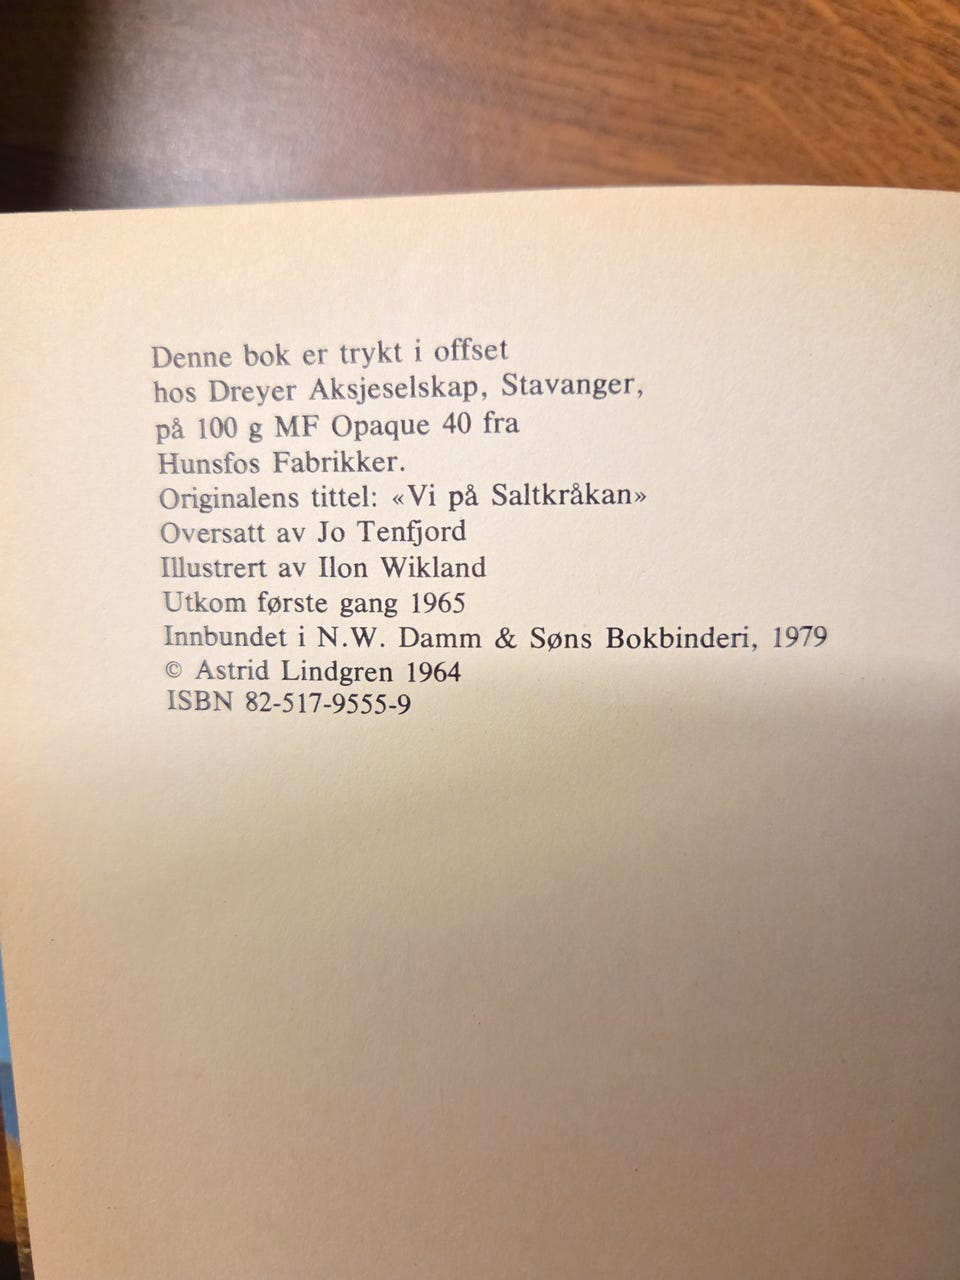 Denne bok er trykt i offset
hos Dreyer Aksjeselskap, Stavanger,
på 100 g MF Opaque 40 fra
Hunsfos Fabrikker.
Originalens tittel: «Vi på Saltkråkan»
Oversatt av Jo Tenfjord
Illustrert av Ilon Wikland
Utkom første gang 1965
Innbundet i N.W. Damm & Søns Bokbinderi, 1979
© Astrid Lindgren 1964
ISBN 82-517-9555-9